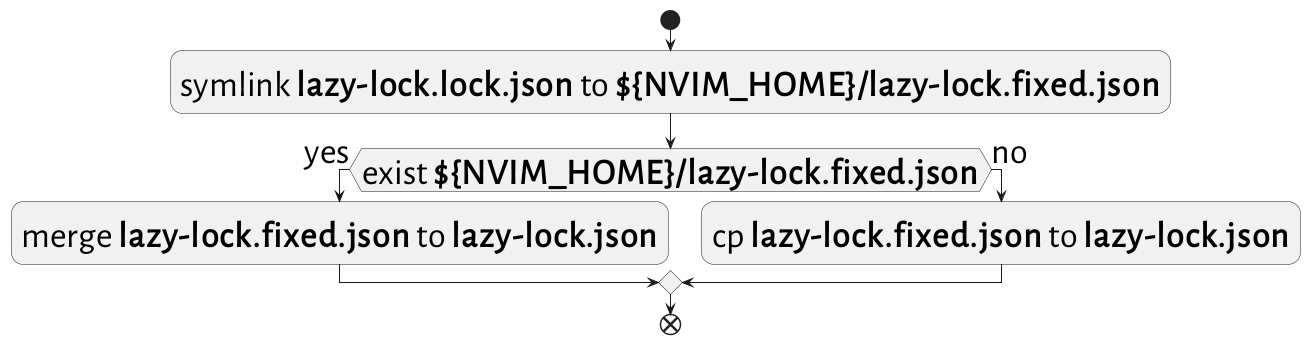 symlink lazy-lock.lock.json to ${NVIM_HOME}/lazy-lock.fixed.json
yes
exist ${NVIM_HOME}/lazy-lock.fixed.json
no
merge lazy-lock.fixed.json to lazy-lock.json
cp lazy-lock.fixed.json to lazy-lock.json